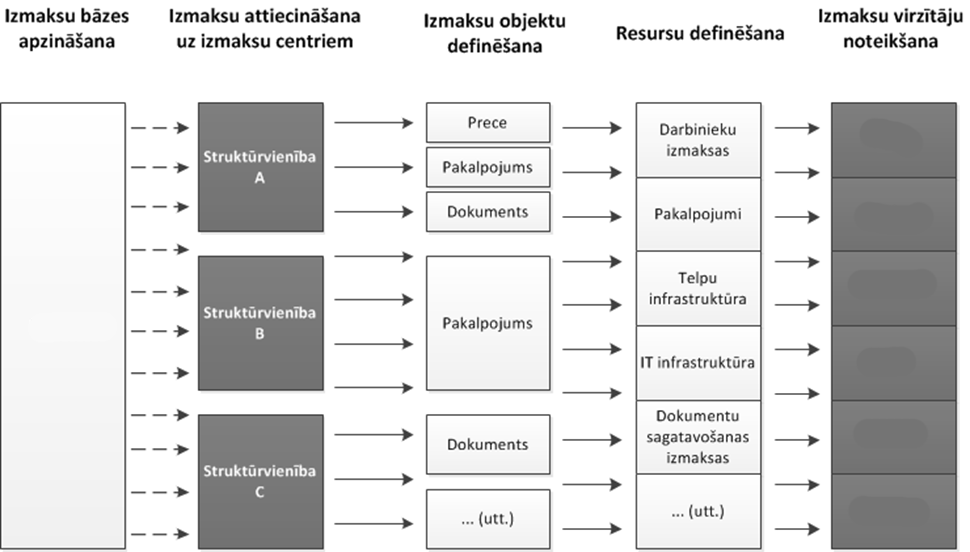 Izmaksu bāzes
apzināšana
Izmaksu attiecināšana
uz izmaksu centriem
Izmaksu objektu
definēšana
Resursu definēšana
Izmaksu virzītāju
noteikšana
Struktūrvienība
A
Struktūrvienība
B
Struktūrvienība
C
Prece
Pakalpojums
Dokuments
Pakalpojums
Dokuments
... (utt.)
Darbinieku
izmaksas
Pakalpojumi
Telpu
infrastruktūra
IT infrastruktūra
Dokumentu
sagatavošanas
izmaksas
... (utt.)